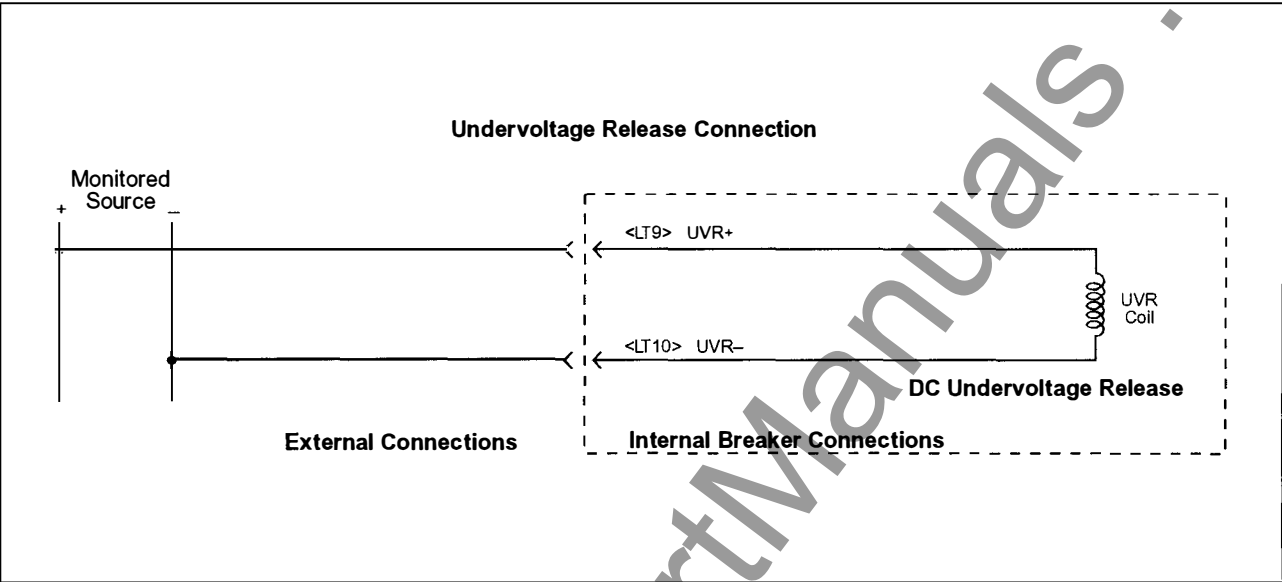 Undervoltage Release Connection
Monitored
+ Source –
<LT9> UVR+
UVR
Coil
<LT10> UVR–
DC Undervoltage Release
External Connections
Internal Breaker Connections
rtManuals .